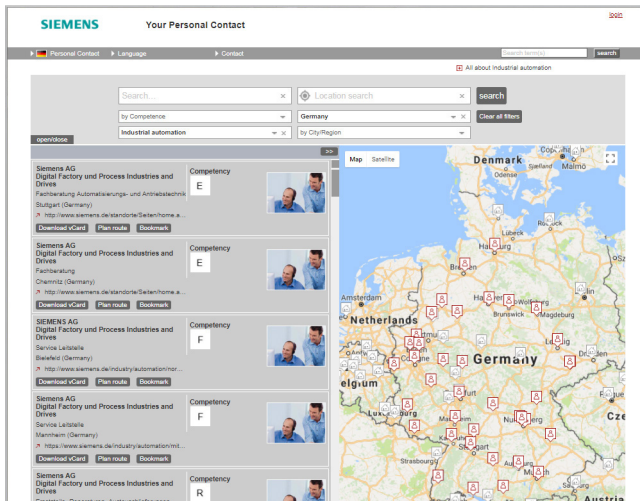 login
SIEMENS
Your Personal Contact
Personal Contact
Language
Contact
Search term(s)
search
All about industrial automation
Search...
Location search
search
by Competence
Germany
Clear all filters
Industrial automation
by City/Region
open/close
>>
Siemens AG
Digital Factory und Process Industries and
Drives
Fachberatung Automatisierungs- und Antriebstechnik
Stuttgart (Germany)
http://www.siemens.de/standorte/Seiten/home.a...
Download vCard Plan route Bookmark
Competency
E
Siemens AG
Digital Factory und Process Industries and
Drives
Fachberatung
Chemnitz (Germany)
http://www.siemens.de/standorte/Seiten/home.a...
Download vCard Plan route Bookmark
Competency
E
SIEMENS AG
Digital Factory und Process Industries and
Drives
Service Leitstelle
Bielefeld (Germany)
http://www.siemens.de/industry/automation/nor...
Download vCard Plan route Bookmark
Competency
F
Siemens AG
Digital Factory und Process Industries and
Drives
Service Leitstelle
Mannheim (Germany)
https://www.siemens.de/industry/automation/mit...
Download vCard Plan route Bookmark
Competency
F
Siemens AG
Digital Factory und Process Industries and
Drives
Competency
R
Map Satellite
Denmark
Odense
Sjælland
Malmö
Lübeck
Amsterdam
Wolfsburg
Netherlands
Brunswick
Magdeburg
Germany
Strasbourg
Austria